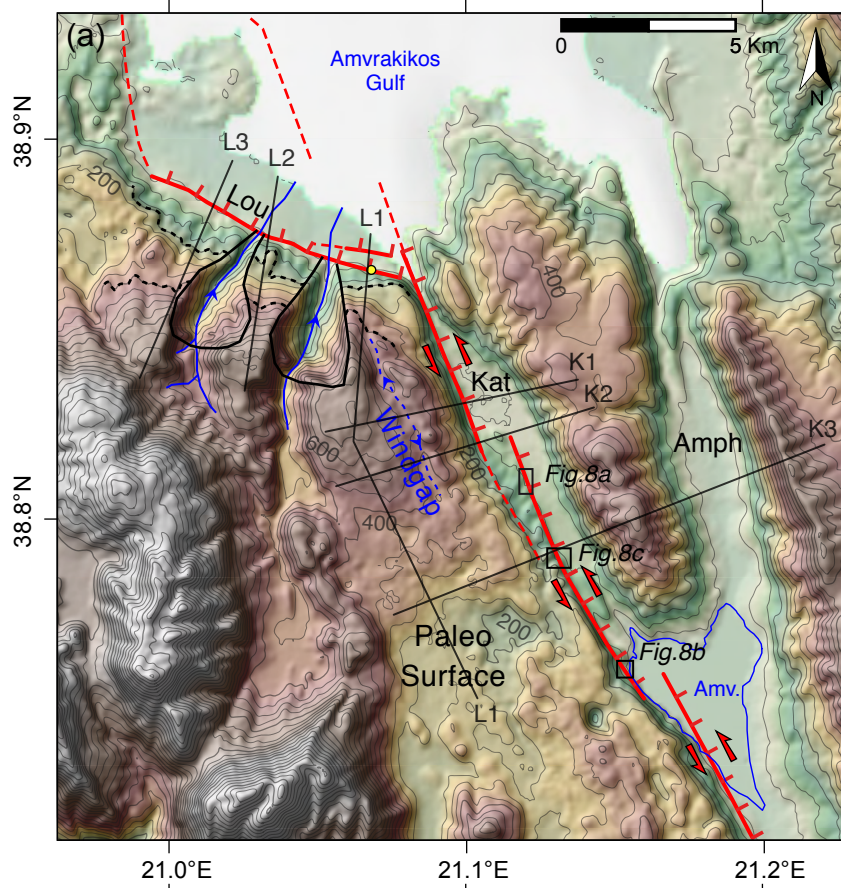 (a)
0
5 Km
N
Amvrakikos
Gulf
38.9°N
38.8°N
200
L3
L2
L1
Lou
400
K1
K2
K3
Kat
Amph
Windgap
600
200
400
Fig.8a
Fig.8c
Fig.8b
200
Paleo
Surface
Amv.
L1
21.0°E
21.1°E
21.2°E